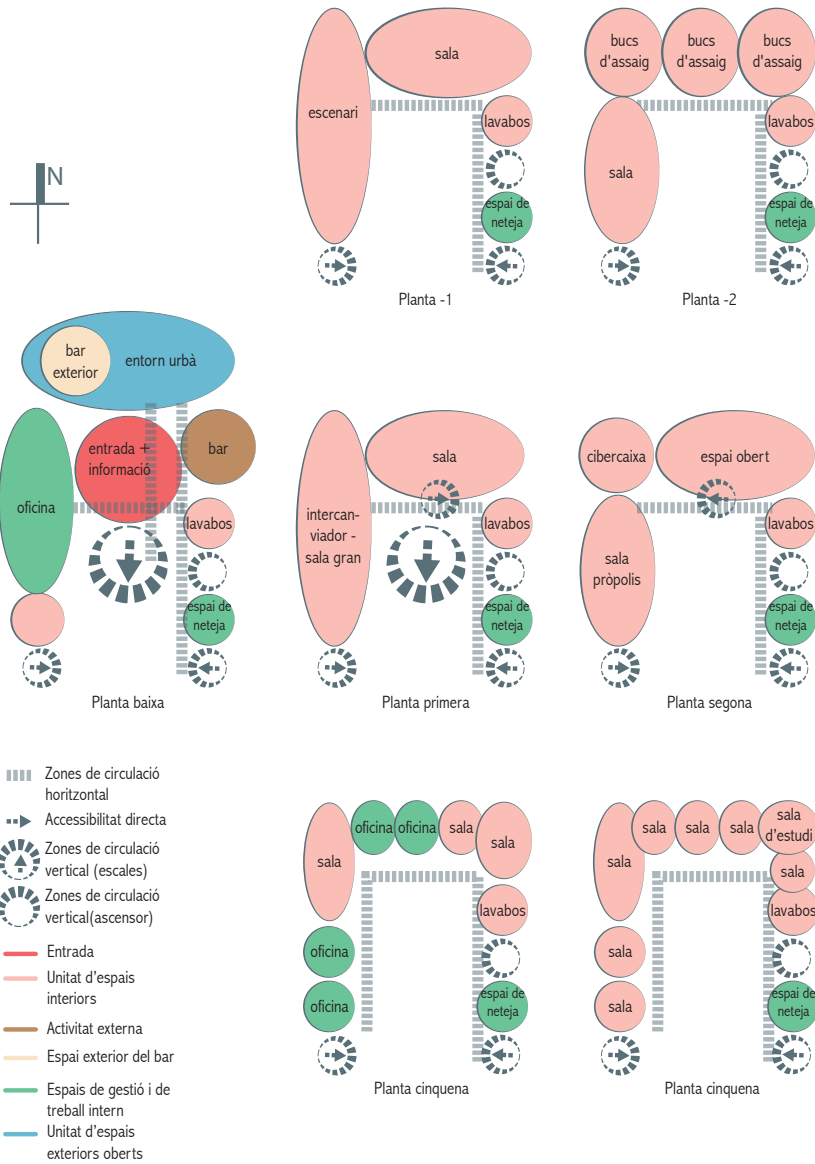 escenari
sala
lavabos
espai de
neteja
Planta -1
bucs
d'assaig
bucs
d'assaig
bucs
d'assaig
sala
lavabos
espai de
neteja
Planta -2
N
bar
exterior
entorn urbà
oficina
entrada +
informació
bar
lavabos
espai de
neteja
Planta baixa
intercan-
viador -
sala gran
sala
lavabos
espai de
neteja
Planta primera
cibercaixa
espai obert
sala
pròpolis
lavabos
espai de
neteja
Planta segona
Zones de circulació
horitzontal
Accessibilitat directa
Zones de circulació
vertical (escales)
Zones de circulació
vertical(ascensor)
Entrada
Unitat d'espais
interiors
Activitat externa
Espai exterior del bar
Espais de gestió i de
treball intern
Unitat d'espais
exteriors oberts
sala
oficina
oficina
sala
sala
lavabos
oficina
oficina
espai de
neteja
Planta cinquena
sala
sala
sala
sala
sala
d'estudi
sala
lavabos
sala
sala
espai de
neteja
Planta cinquena